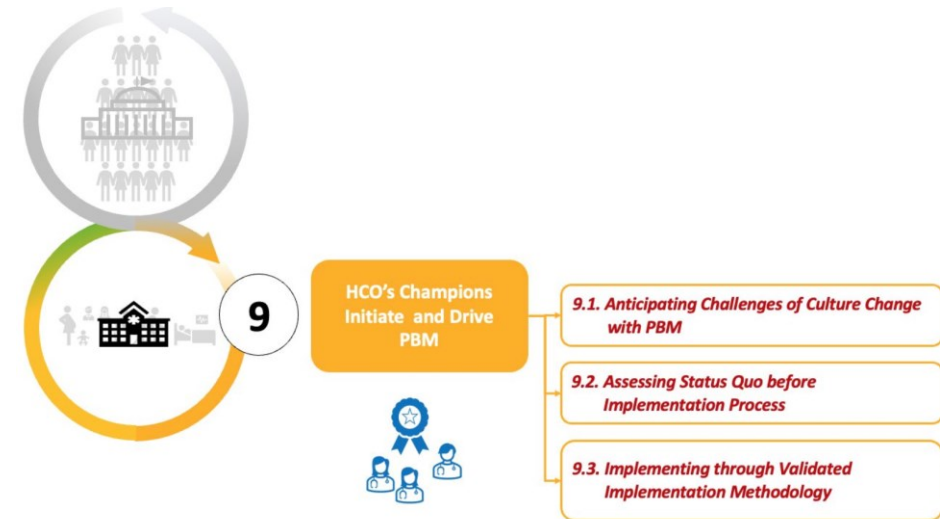 9
HCO's Champions
Initiate and Drive
PBM
9.1. Anticipating Challenges of Culture Change
with PBM
9.2. Assessing Status Quo before
Implementation Process
9.3. Implementing through Validated
Implementation Methodology